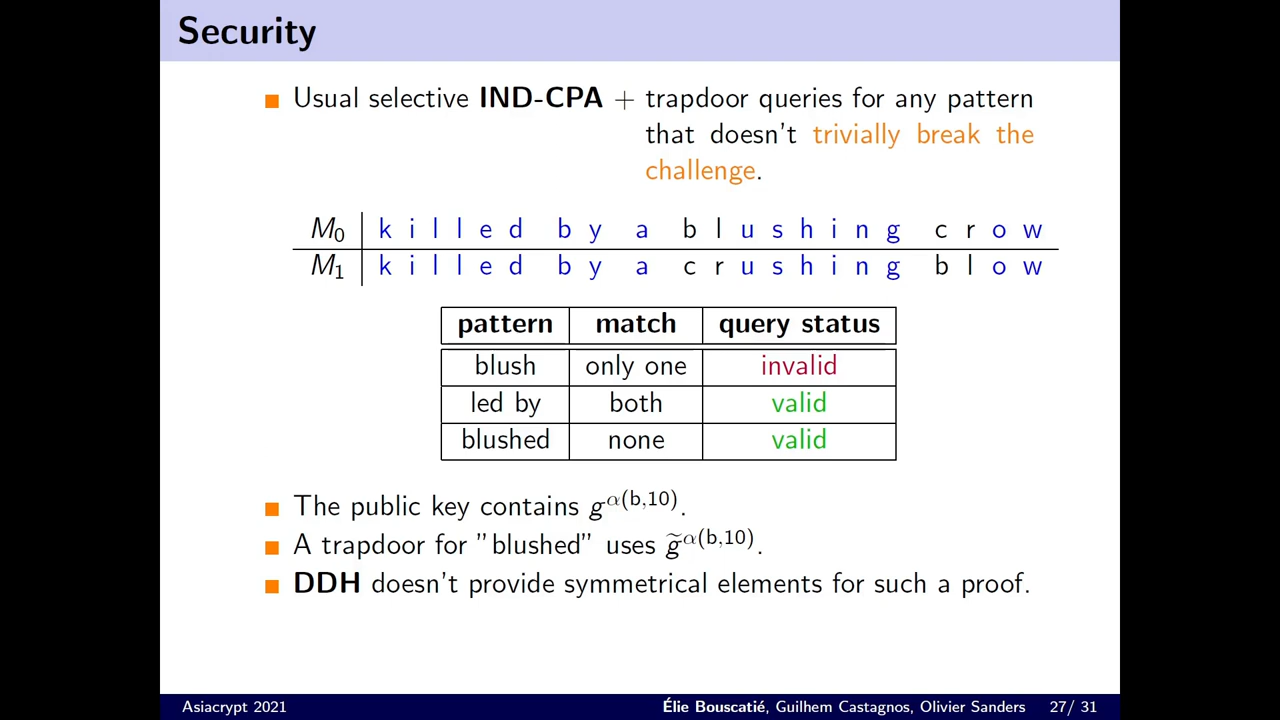 Security
Usual selective IND-CPA + trapdoor queries for any pattern
that doesn't trivially break the
challenge.
M₀ k i l l e d b y a b l u s h i n g c r o w
M₁ k i l l e d b y a c r u s h i n g b l o w
pattern match query status
blush only one invalid
led by both valid
blushed none valid
The public key contains g^α(b,10).
A trapdoor for "blushed" uses g̃^α(b,10).
DDH doesn't provide symmetrical elements for such a proof.
Asiacrypt 2021 Élie Bouscatié, Guilhem Castagnos, Olivier Sanders 27/ 31